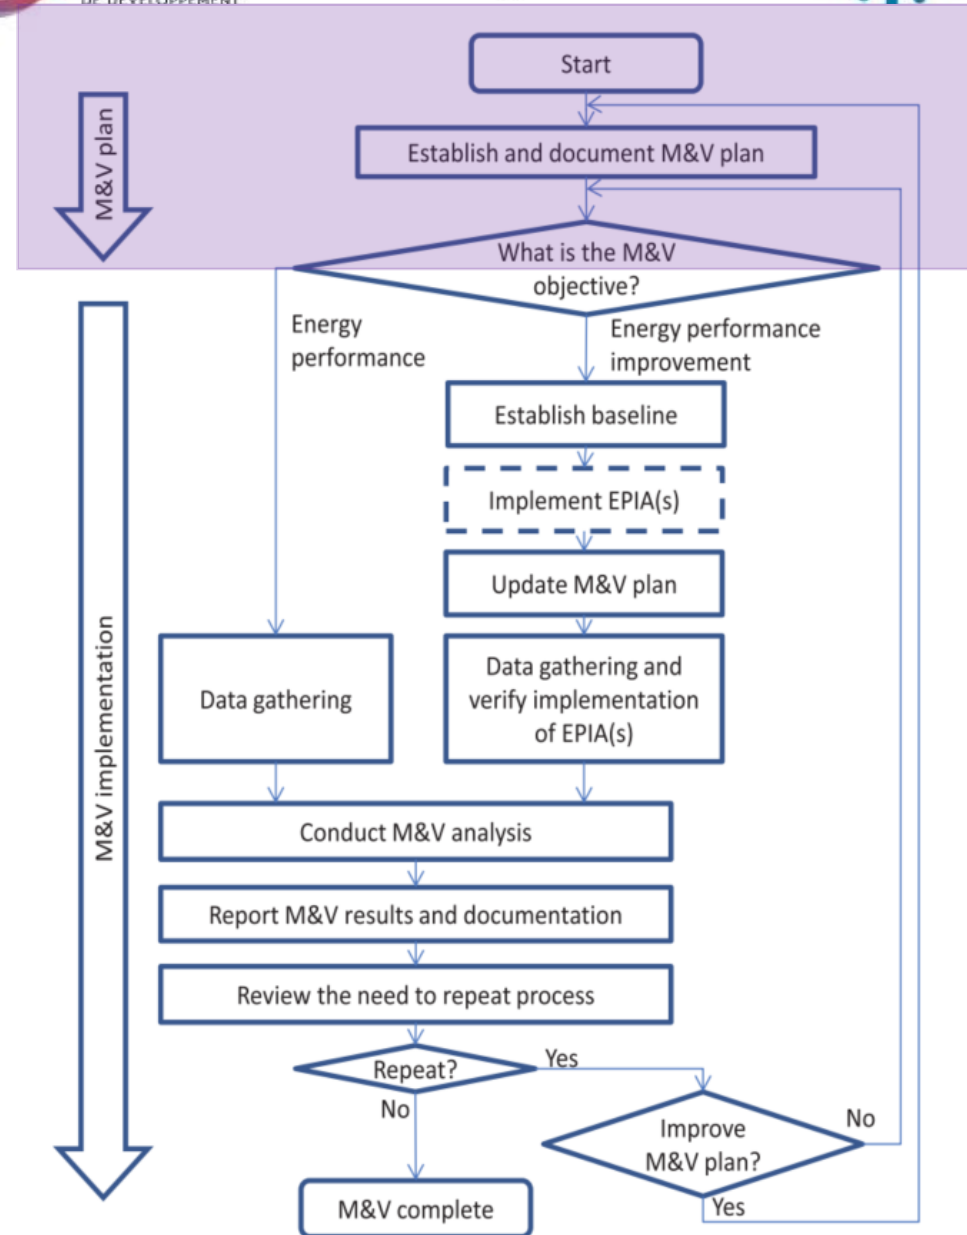 DE DEVELOPPEMENT
Start
M&V plan
Establish and document M&V plan
What is the M&V
objective?
Energy
performance
Energy performance
improvement
Establish baseline
Implement EPIA(s)
Update M&V plan
M&V implementation
Data gathering
Data gathering and
verify implementation
of EPIA(s)
Conduct M&V analysis
Report M&V results and documentation
Review the need to repeat process
Repeat?
Yes
No
Improve
M&V plan?
No
Yes
M&V complete